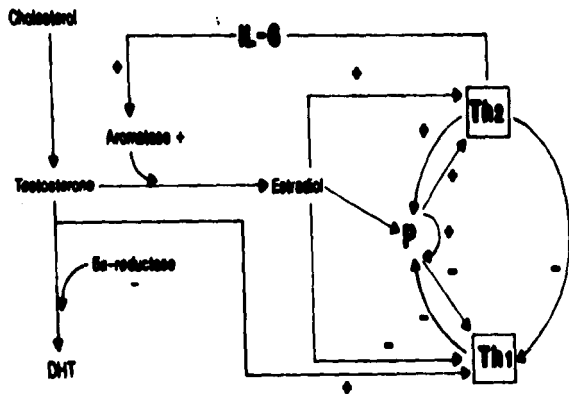 Cholesterol
IL-6
+
+
Aromatase +
Th2
+
+
Testosterone
Estradiol
P
+
5α-reductase
-
-
-
-
-
-
DHT
Th1
+